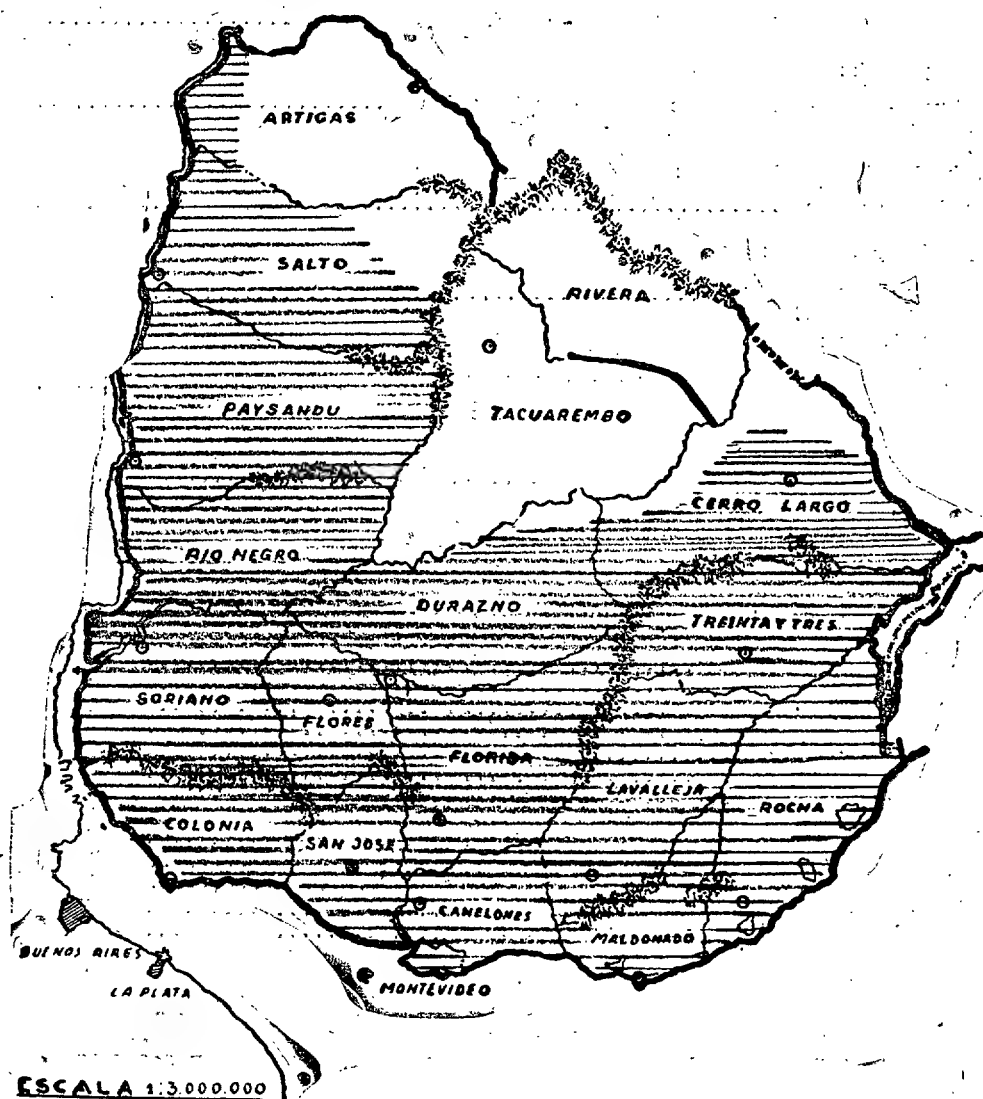 ARTIGAS
SALTO
RIVERA
PAYSANDU
TACUAREMBO
CERRO LARGO
RIO NEGRO
DURAZNO
TREINTA Y TRES
SORIANO
FLORES
FLORIDA
LAVALLEJA
ROCHA
COLONIA
SAN JOSE
CANELONES
MALDONADO
BUENOS AIRES
LA PLATA
MONTEVIDEO
ESCALA 1:3.000.000